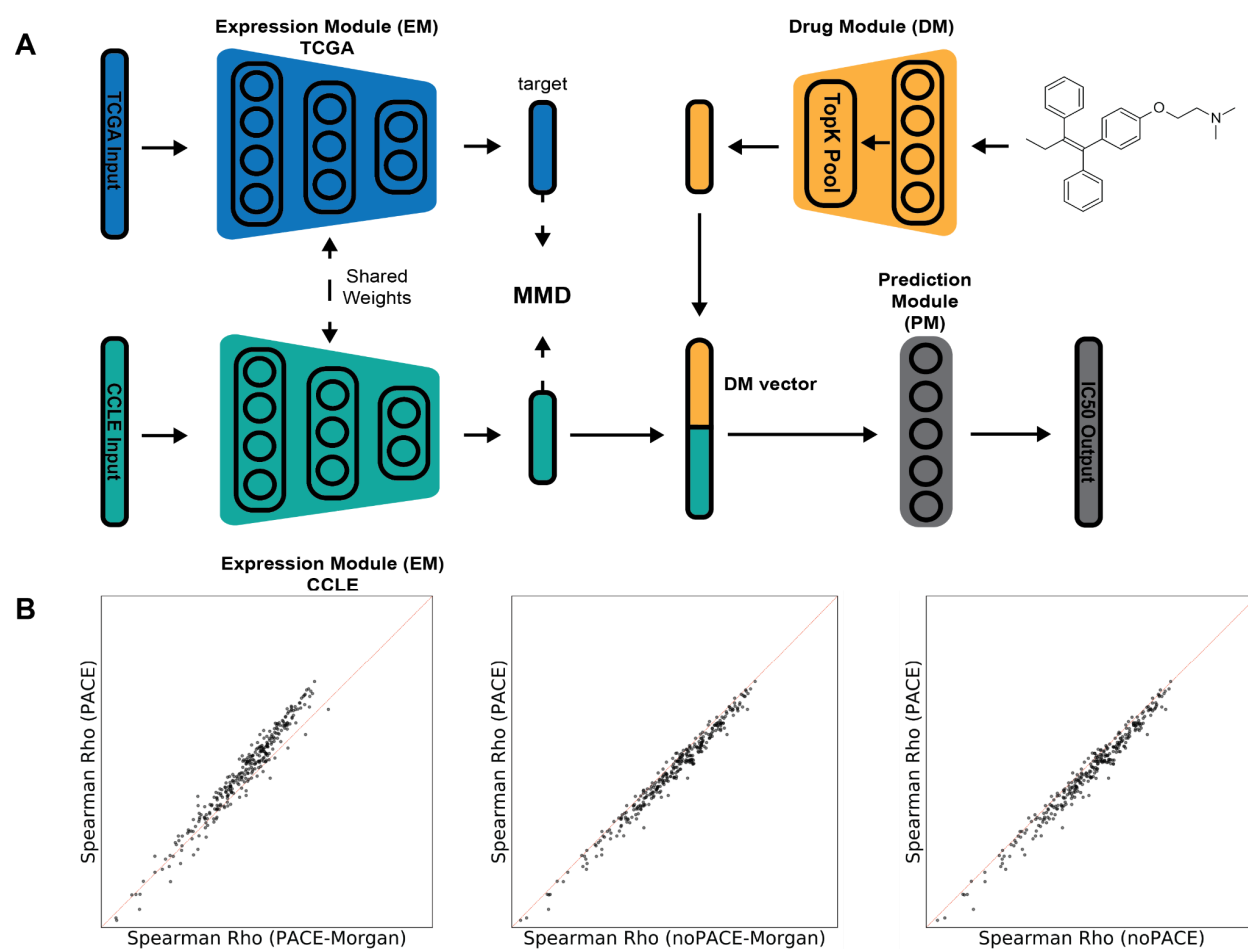 A
Expression Module (EM)
TCGA
Drug Module (DM)
TCGA Input
target
TopK Pool
O
N
Shared
Weights
MMD
Prediction
Module
(PM)
CCLE Input
DM vector
IC50 Output
Expression Module (EM)
CCLE
B
Spearman Rho (PACE)
Spearman Rho (PACE-Morgan)
Spearman Rho (PACE)
Spearman Rho (noPACE-Morgan)
Spearman Rho (PACE)
Spearman Rho (noPACE)